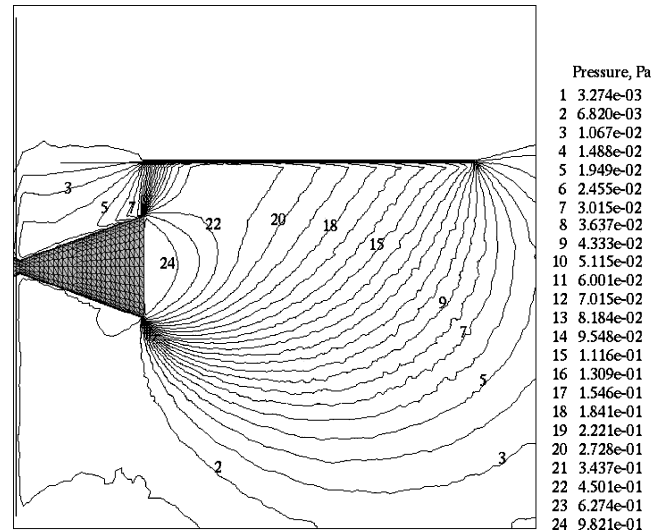 Pressure, Pa
1 3.274e-03
2 6.820e-03
3 1.067e-02
4 1.488e-02
5 1.949e-02
6 2.455e-02
7 3.015e-02
8 3.637e-02
9 4.333e-02
10 5.115e-02
11 6.001e-02
12 7.015e-02
13 8.184e-02
14 9.548e-02
15 1.116e-01
16 1.309e-01
17 1.546e-01
18 1.841e-01
19 2.221e-01
20 2.728e-01
21 3.437e-01
22 4.501e-01
23 6.274e-01
24 9.821e-01
3
5
7
22
20
18
15
24
9
7
5
3
2